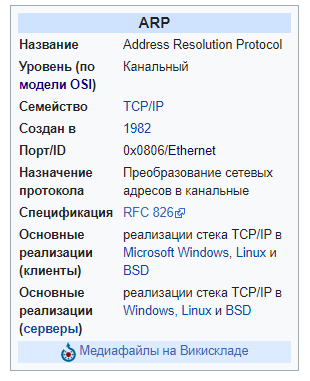 ARP
Название Address Resolution Protocol
Уровень (по Канальный
модели OSI)
Семейство TCP/IP
Создан в 1982
Порт/ID 0x0806/Ethernet
Назначение Преобразование сетевых
протокола адресов в канальные
Спецификация RFC 826
Основные реализации стека TCP/IP в
реализации Microsoft Windows, Linux и
(клиенты) BSD
Основные реализации стека TCP/IP в
реализации Windows, Linux и BSD
(серверы)
Медиафайлы на Викискладе